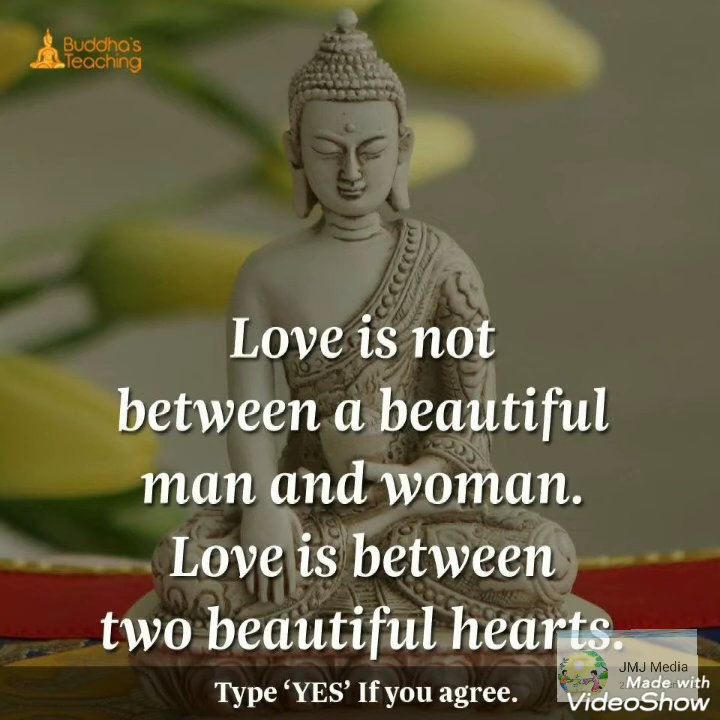 Buddha's
Teaching
Love is not
between a beautiful
man and woman.
Love is between
two beautiful hearts.
JMJ Media
Type ‘YES’ If you agree.
Made with
VideoShow